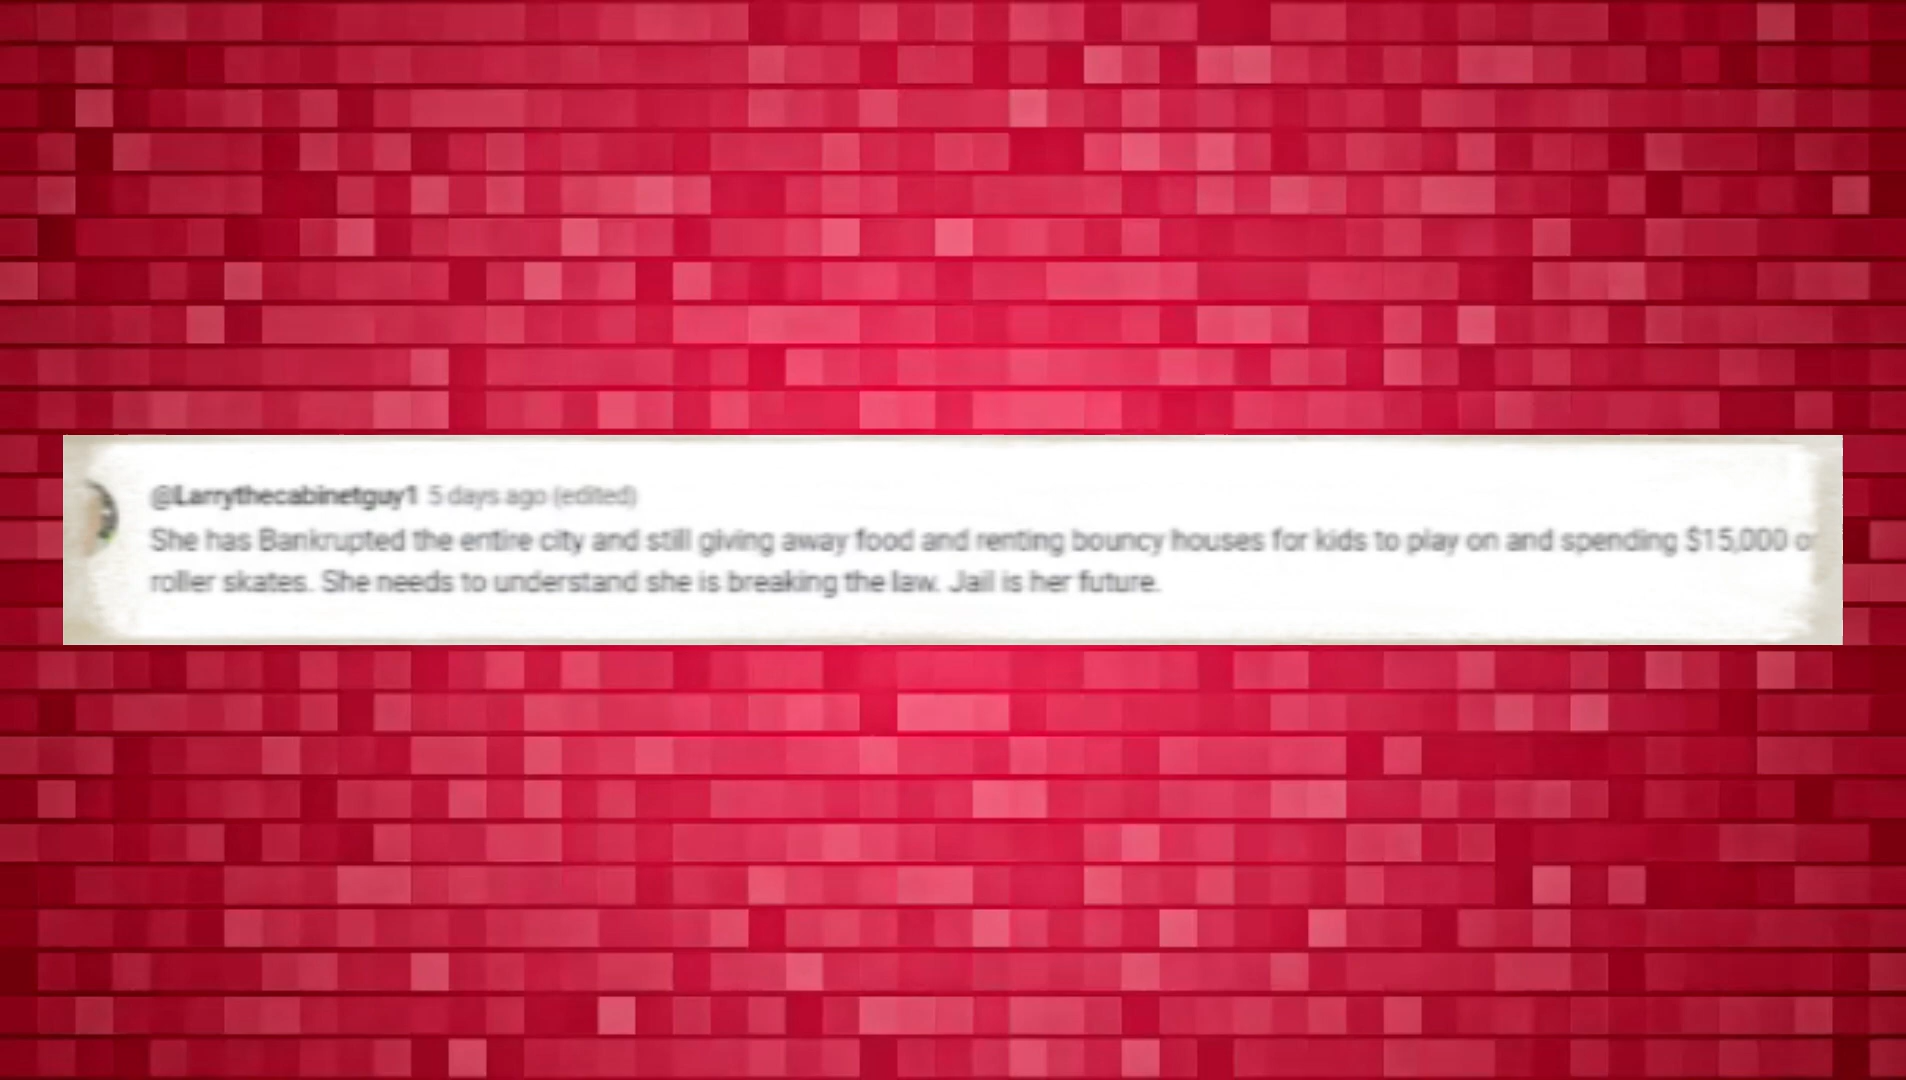 @Larrythecabinetguy1 5 days ago (edited)
She has Bankrupted the entire city and still giving away food and renting bouncy houses for kids to play on and spending $15,000
roller skates. She needs to understand she is breaking the law. Jail is her future.